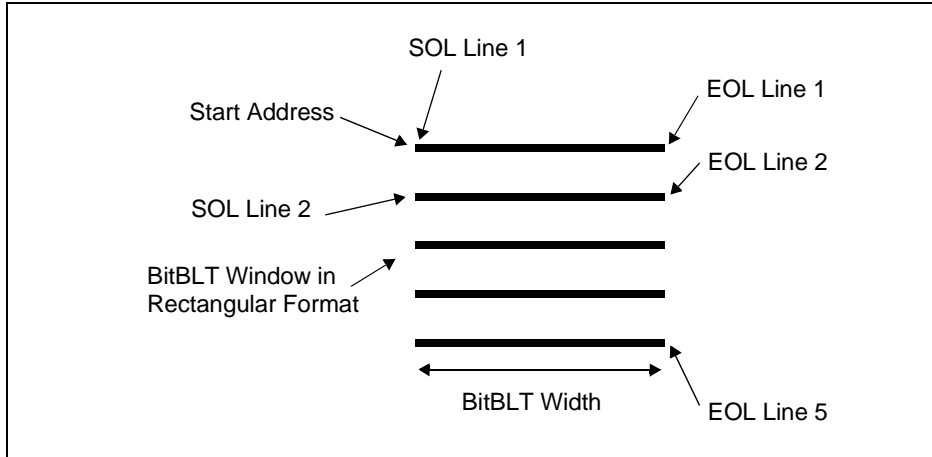 SOL Line 1
EOL Line 1
Start Address
EOL Line 2
SOL Line 2
BitBLT Window in
Rectangular Format
BitBLT Width
EOL Line 5